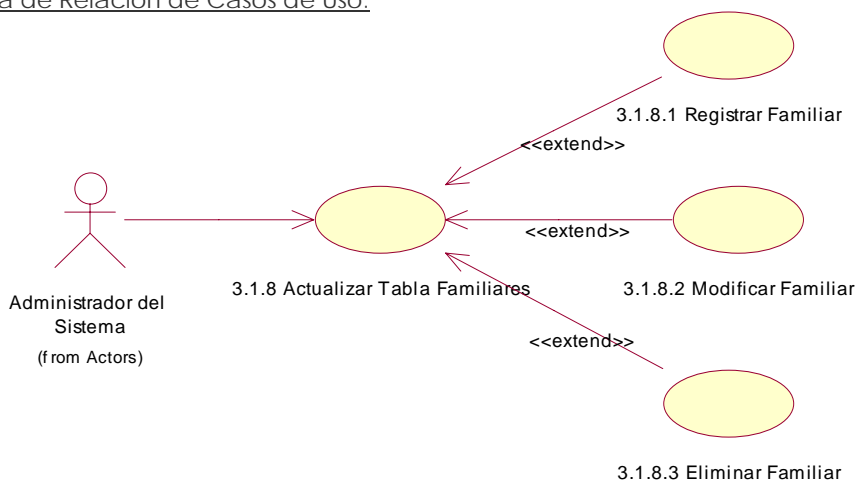 de Relación de Casos de Uso:
3.1.8.1 Registrar Familiar
<<extend>>
<<extend>>
3.1.8 Actualizar Tabla Familiares
3.1.8.2 Modificar Familiar
Administrador del
Sistema
(from Actors)
<<extend>>
3.1.8.3 Eliminar Familiar